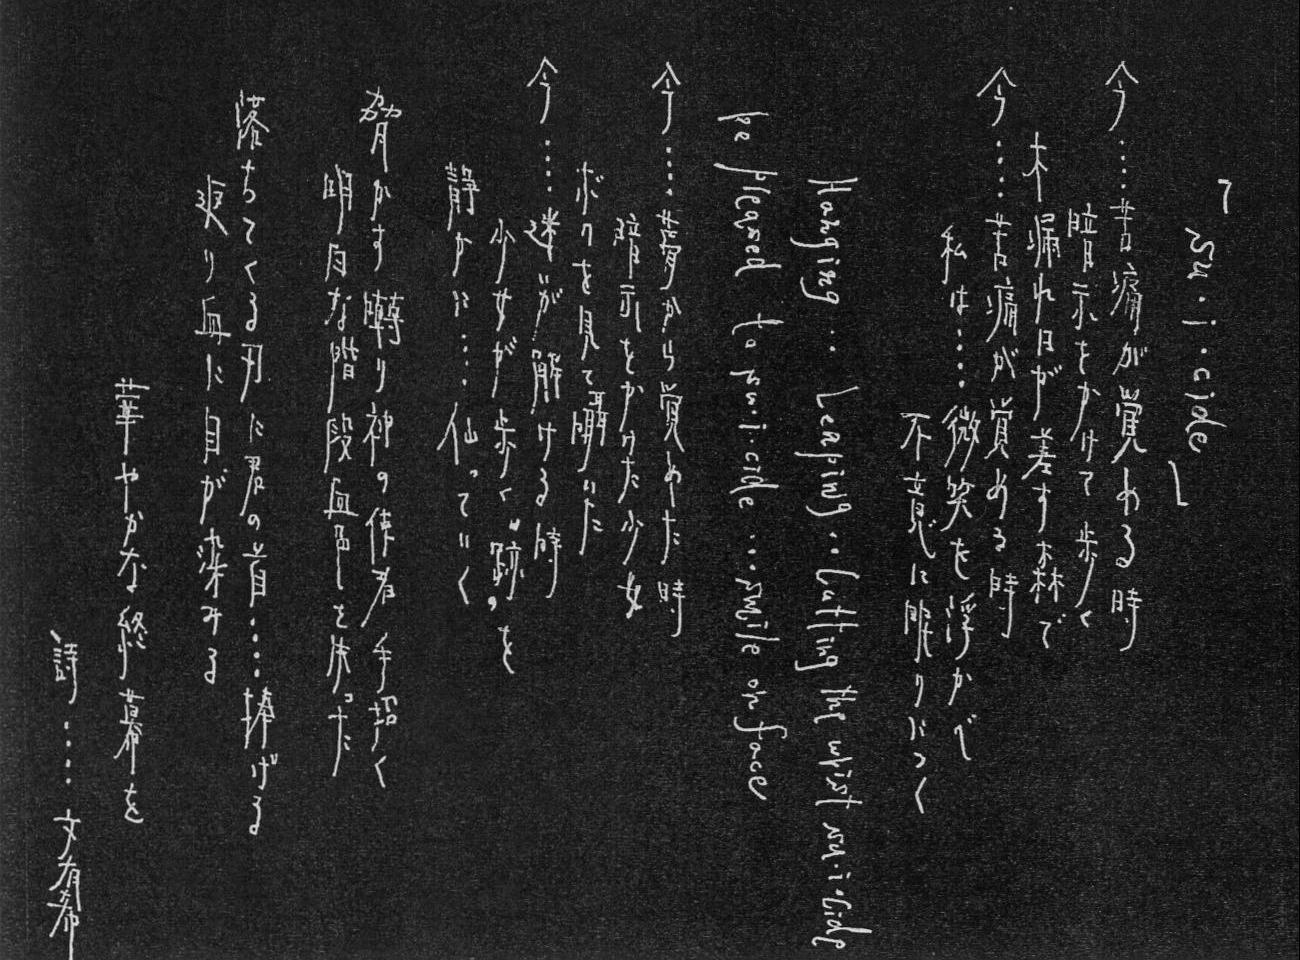 「su・i・cide」
今……苦痛が覚める時
暗示をかけて歩く
木漏れ日が差す森で
今……苦痛が覚める時
私は……微笑を浮かべ
不意に眠りにつく
Hanging... Leaping..Cutting the wrist su・i・cide
be pleased to su・i・cide ...smile on face
今……夢から覚めた時
暗示をかけた少女
ボクを見て囁いた
今……謎が解ける時
少女が歩く“跡”を
静かに……伝っていく
脅かす囀り神の使者手招く
明白な階段血色を失った
落ちてくる刃に君の首……捧げる
返り血に目が染みる
華やかな終幕を
詩……文有希